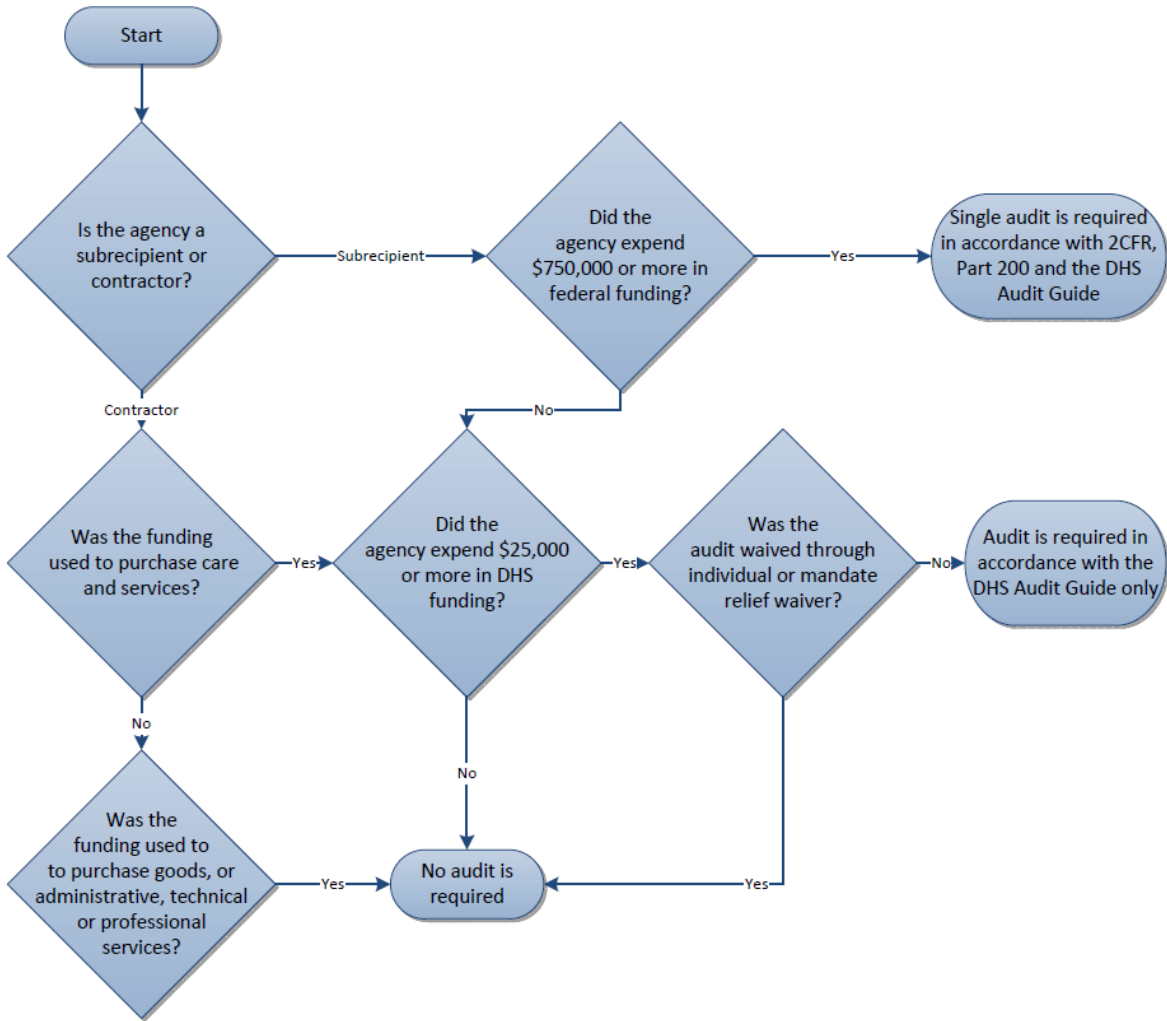 Start
Is the agency a
subrecipient or
contractor?
Subrecipient
Did the
agency expend
$750,000 or more in
federal funding?
Yes
Single audit is required
in accordance with 2CFR,
Part 200 and the DHS
Audit Guide
Contractor
No
Was the funding
used to purchase care
and services?
Yes
Did the
agency expend $25,000
or more in DHS
funding?
Yes
Was the
audit waived through
individual or mandate
relief waiver?
No
Audit is required in
accordance with the
DHS Audit Guide only
No
No
Was the
funding used to
to purchase goods, or
administrative, technical
or professional
services?
Yes
No audit is
required
Yes